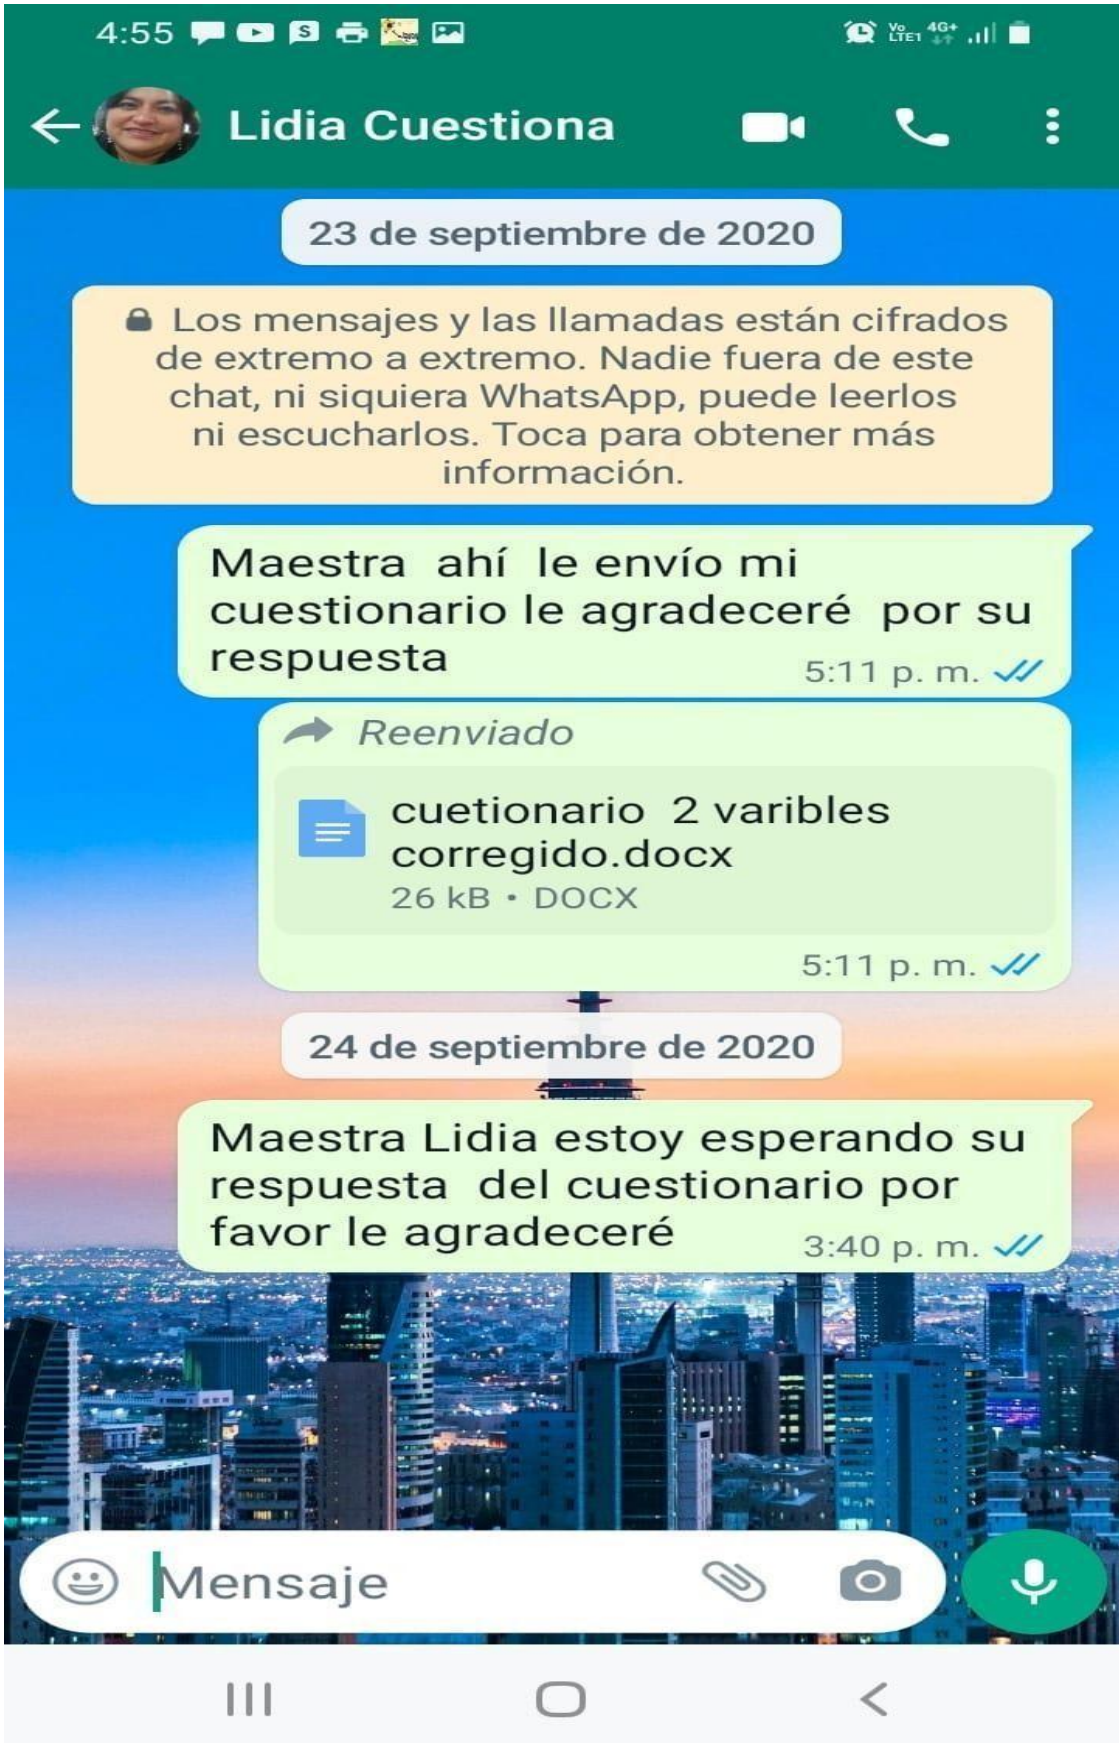 4:55
Vo LTE1 4G+
Lidia Cuestiona
23 de septiembre de 2020
Los mensajes y las llamadas están cifrados
de extremo a extremo. Nadie fuera de este
chat, ni siquiera WhatsApp, puede leerlos
ni escucharlos. Toca para obtener más
información.
Maestra ahí le envío mi
cuestionario le agradeceré por su
respuesta
5:11 p. m.
Reenviado
cuetionario 2 varibles
corregido.docx
26 kB • DOCX
5:11 p. m.
24 de septiembre de 2020
Maestra Lidia estoy esperando su
respuesta del cuestionario por
favor le agradeceré
3:40 p. m.
Mensaje